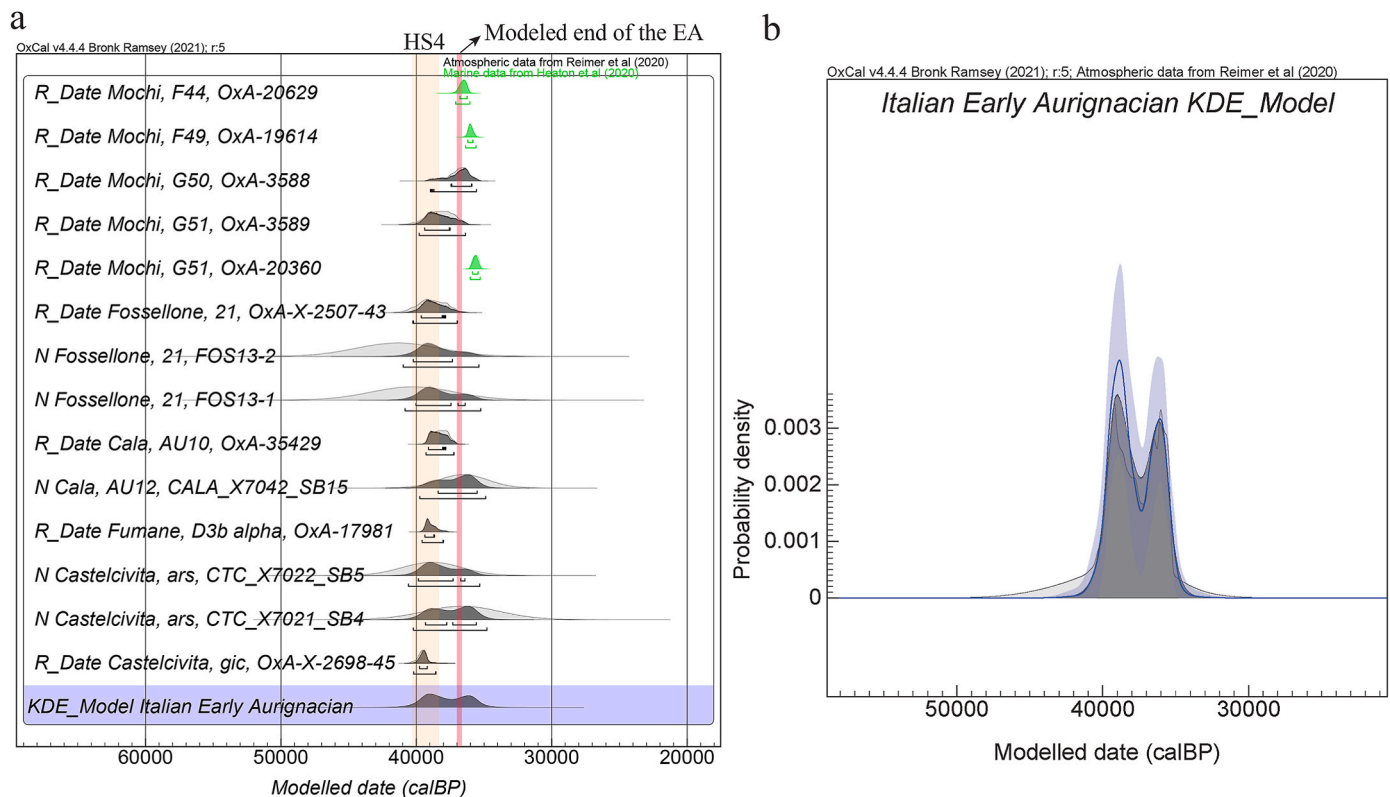 a
OxCal v4.4.4 Bronk Ramsey (2021); r:5
HS4
Modeled end of the EA
Atmospheric data from Reimer et al (2020)
Marine data from Heaton et al (2020)
R_Date Mochi, F44, OxA-20629
R_Date Mochi, F49, OxA-19614
R_Date Mochi, G50, OxA-3588
R_Date Mochi, G51, OxA-3589
R_Date Mochi, G51, OxA-20360
R_Date Fossellone, 21, OxA-X-2507-43
N Fossellone, 21, FOS13-2
N Fossellone, 21, FOS13-1
R_Date Cala, AU10, OxA-35429
N Cala, AU12, CALA_X7042_SB15
R_Date Fumane, D3b alpha, OxA-17981
N Castelcivita, ars, CTC_X7022_SB5
N Castelcivita, ars, CTC_X7021_SB4
R_Date Castelcivita, gic, OxA-X-2698-45
KDE_Model Italian Early Aurignacian
60000 50000 40000 30000 20000
Modelled date (calBP)
b
OxCal v4.4.4 Bronk Ramsey (2021); r:5; Atmospheric data from Reimer et al (2020)
Italian Early Aurignacian KDE_Model
Probability density
0.003
0.002
0.001
0
50000 40000 30000
Modelled date (calBP)